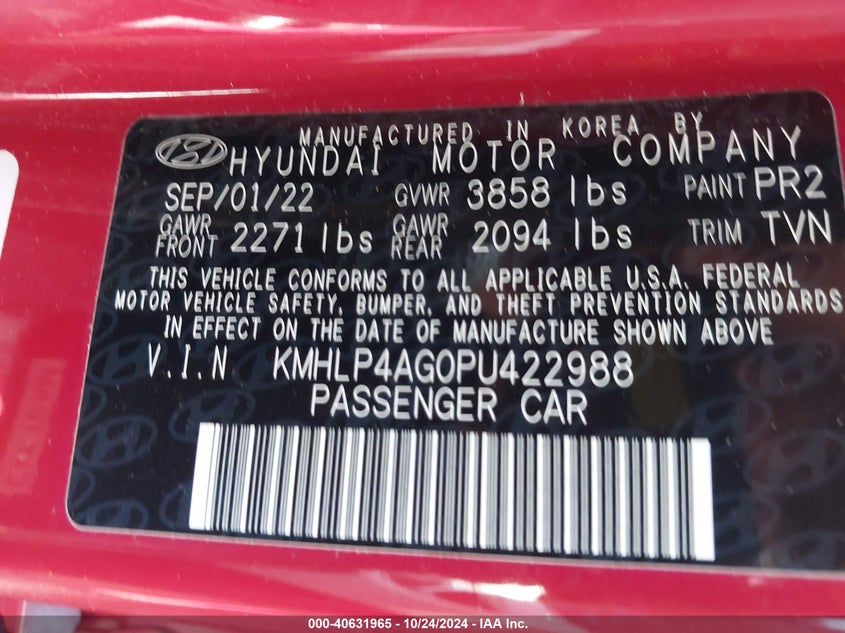 MANUFACTURED IN KOREA BY
HYUNDAI MOTOR COMPANY
SEP/01/22 GVWR 3858 lbs PAINT PR2
GAWR FRONT 2271 lbs GAWR REAR 2094 lbs TRIM TVN
THIS VEHICLE CONFORMS TO ALL APPLICABLE U.S.A. FEDERAL
MOTOR VEHICLE SAFETY, BUMPER, AND THEFT PREVENTION STANDARDS
IN EFFECT ON THE DATE OF MANUFACTURE SHOWN ABOVE
V.I.N KMHLP4AG0PU422988
PASSENGER CAR
000-40631965 - 10/24/2024 - IAA Inc.